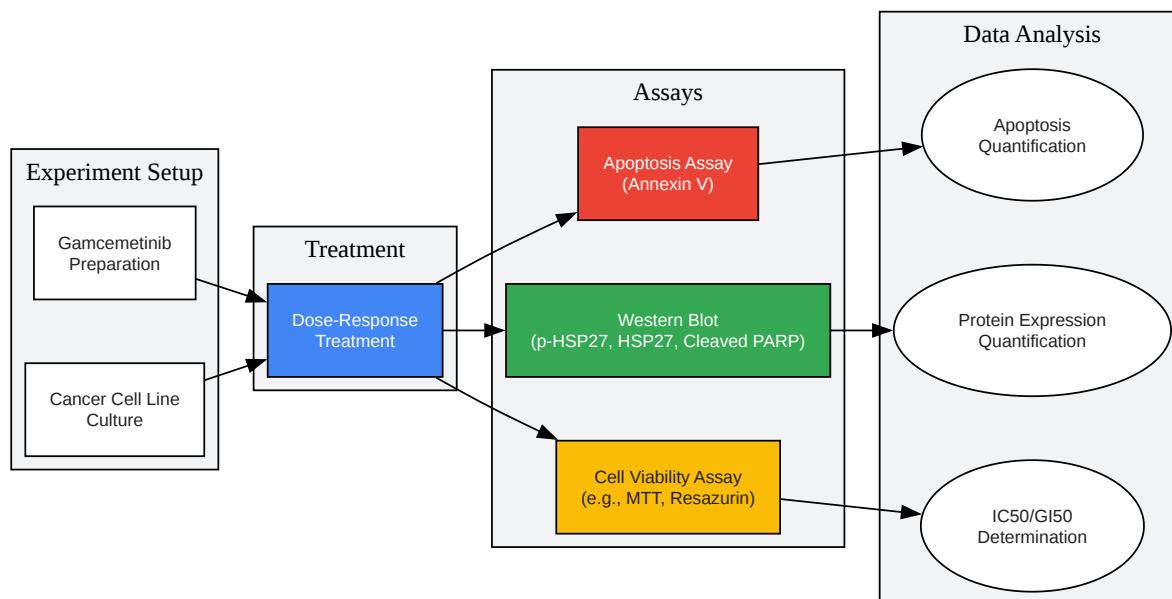 Experiment Setup
Gamcemetinib
Preparation
Cancer Cell Line
Culture
Treatment
Dose-Response
Treatment
Assays
Apoptosis Assay
(Annexin V)
Western Blot
(p-HSP27, HSP27, Cleaved PARP)
Cell Viability Assay
(e.g., MTT, Resazurin)
Data Analysis
Apoptosis
Quantification
Protein Expression
Quantification
IC50/GI50
Determination